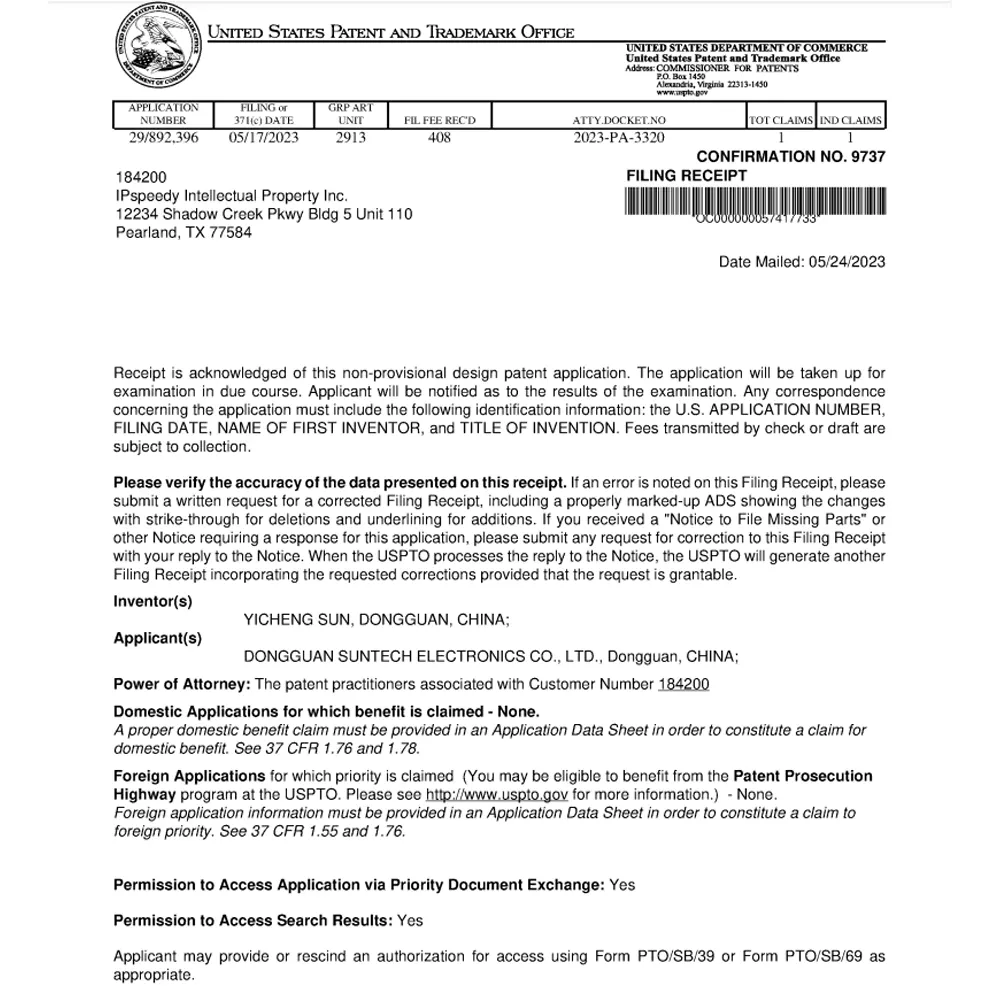 UNITED STATES PATENT AND TRADEMARK OFFICE
UNITED STATES DEPARTMENT OF COMMERCE
United States Patent and Trademark Office
Address: COMMISSIONER FOR PATENTS
P.O. Box 1450
Alexandria, Virginia 22313-1450
www.uspto.gov
APPLICATION NUMBER FILING or 371(c) DATE GRP ART UNIT FIL FEE REC'D ATTY.DOCKET.NO TOT CLAIMS IND CLAIMS
29/892,396 05/17/2023 2913 408 2023-PA-3320 1 1
CONFIRMATION NO. 9737
184200
FILING RECEIPT
IPspeedy Intellectual Property Inc.
12234 Shadow Creek Pkwy Bldg 5 Unit 110
Pearland, TX 77584
*OC000000057417733*
Date Mailed: 05/24/2023
Receipt is acknowledged of this non-provisional design patent application. The application will be taken up for
examination in due course. Applicant will be notified as to the results of the examination. Any correspondence
concerning the application must include the following identification information: the U.S. APPLICATION NUMBER,
FILING DATE, NAME OF FIRST INVENTOR, and TITLE OF INVENTION. Fees transmitted by check or draft are
subject to collection.
Please verify the accuracy of the data presented on this receipt. If an error is noted on this Filing Receipt, please
submit a written request for a corrected Filing Receipt, including a properly marked-up ADS showing the changes
with strike-through for deletions and underlining for additions. If you received a "Notice to File Missing Parts" or
other Notice requiring a response for this application, please submit any request for correction to this Filing Receipt
with your reply to the Notice. When the USPTO processes the reply to the Notice, the USPTO will generate another
Filing Receipt incorporating the requested corrections provided that the request is grantable.
Inventor(s)
YICHENG SUN, DONGGUAN, CHINA;
Applicant(s)
DONGGUAN SUNTECH ELECTRONICS CO., LTD., Dongguan, CHINA;
Power of Attorney: The patent practitioners associated with Customer Number 184200
Domestic Applications for which benefit is claimed - None.
A proper domestic benefit claim must be provided in an Application Data Sheet in order to constitute a claim for
domestic benefit. See 37 CFR 1.76 and 1.78.
Foreign Applications for which priority is claimed (You may be eligible to benefit from the Patent Prosecution
Highway program at the USPTO. Please see http://www.uspto.gov for more information.) - None.
Foreign application information must be provided in an Application Data Sheet in order to constitute a claim to
foreign priority. See 37 CFR 1.55 and 1.76.
Permission to Access Application via Priority Document Exchange: Yes
Permission to Access Search Results: Yes
Applicant may provide or rescind an authorization for access using Form PTO/SB/39 or Form PTO/SB/69 as
appropriate.